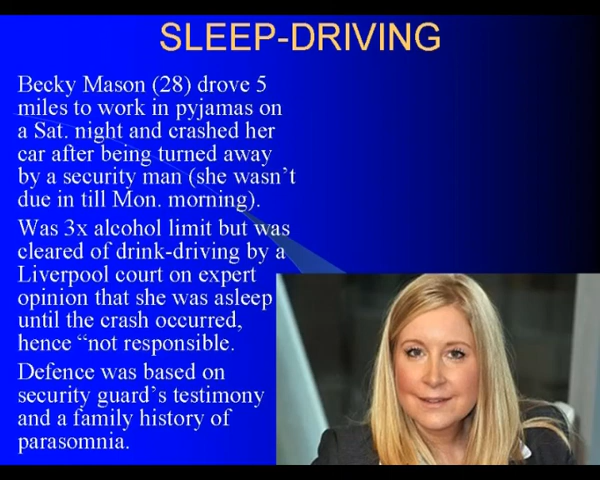 SLEEP-DRIVING
Becky Mason (28) drove 5
miles to work in pyjamas on
a Sat. night and crashed her
car after being turned away
by a security man (she wasn't
due in till Mon. morning).
Was 3x alcohol limit but was
cleared of drink-driving by a
Liverpool court on expert
opinion that she was asleep
until the crash occurred,
hence “not responsible.
Defence was based on
security guard's testimony
and a family history of
parasomnia.